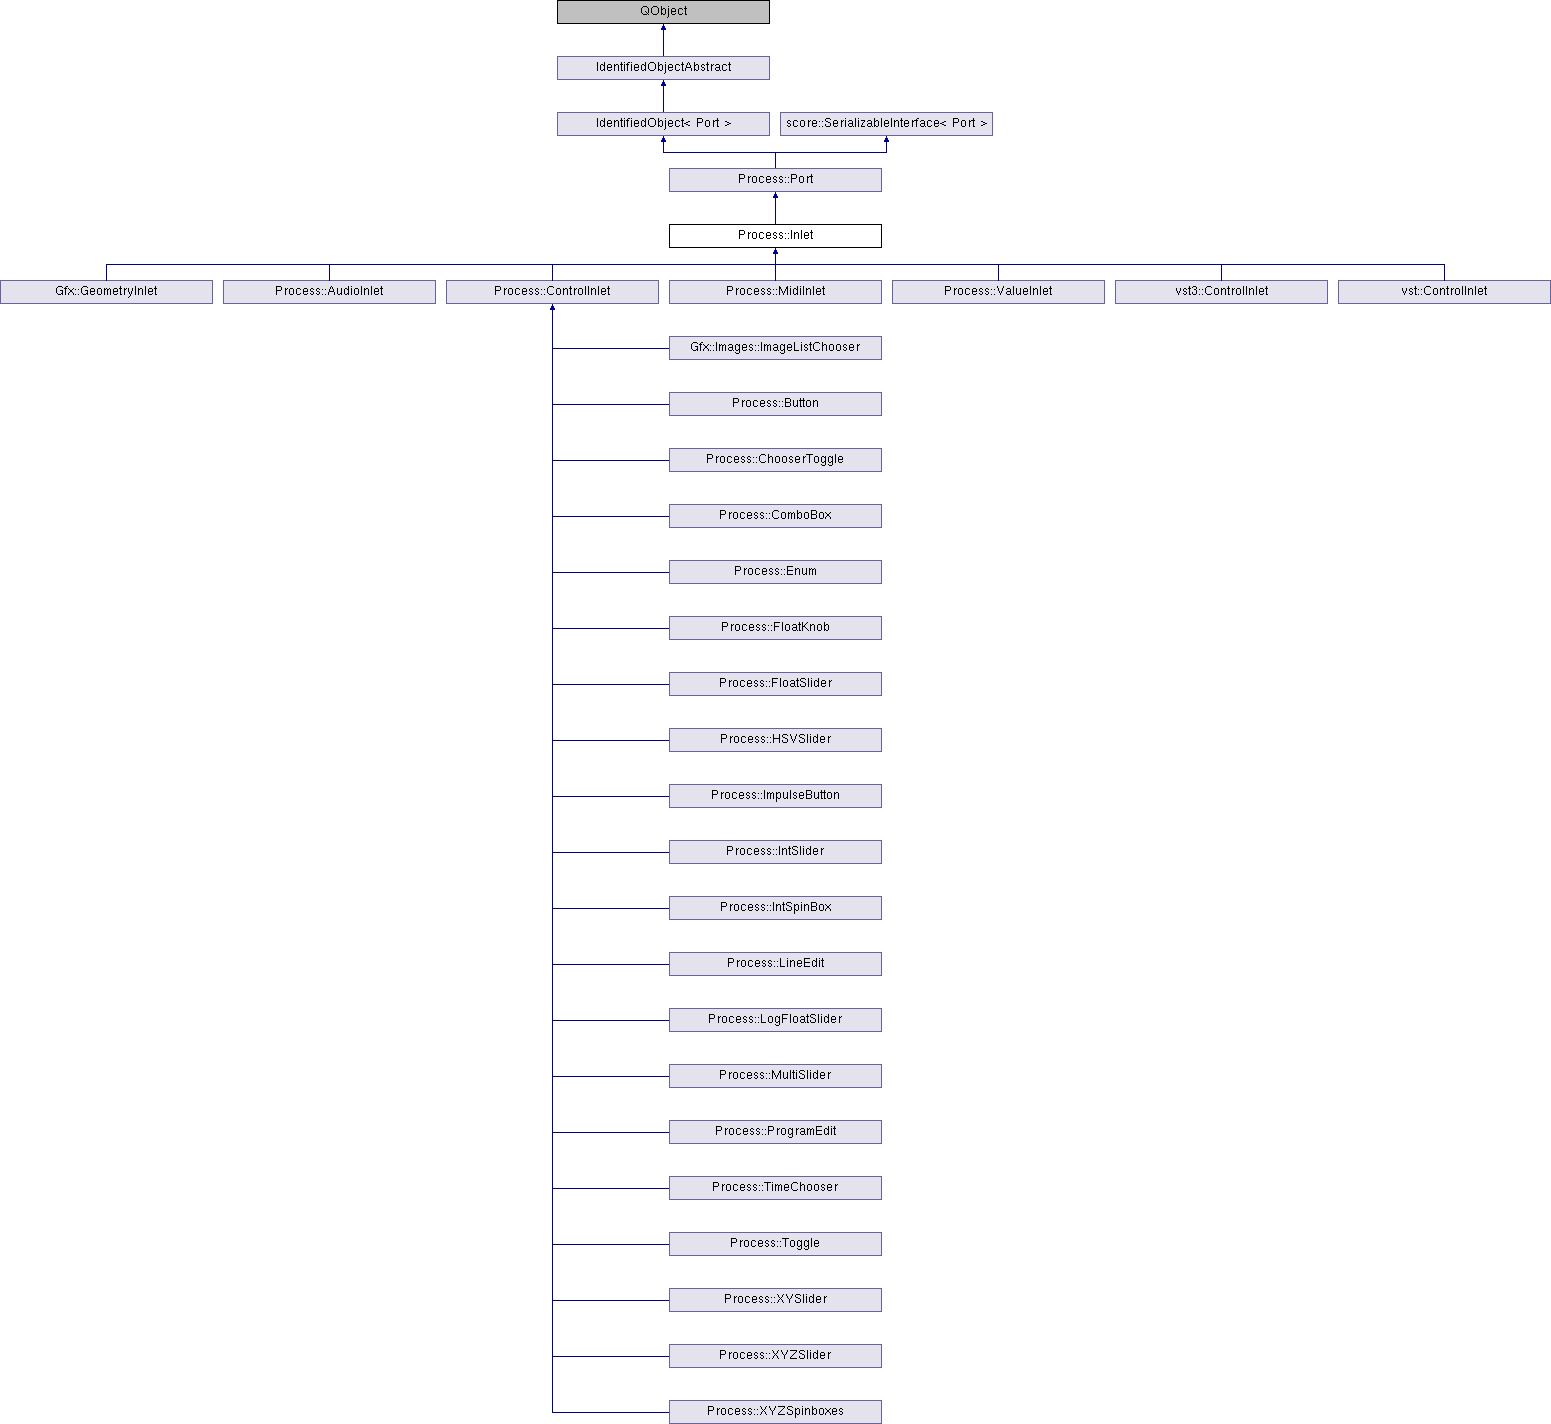 QObject
IdentifiedObjectAbstract
IdentifiedObject< Port >
score::SerializableInterface< Port >
Process::Port
Process::Inlet
Gfx::GeometryInlet
Process::AudioInlet
Process::ControlInlet
Process::MidiInlet
Process::ValueInlet
vst3::ControlInlet
vst::ControlInlet
Gfx::Images::ImageListChooser
Process::Button
Process::ChooserToggle
Process::ComboBox
Process::Enum
Process::FloatKnob
Process::FloatSlider
Process::HSVSlider
Process::ImpulseButton
Process::IntSlider
Process::IntSpinBox
Process::LineEdit
Process::LogFloatSlider
Process::MultiSlider
Process::ProgramEdit
Process::TimeChooser
Process::Toggle
Process::XYSlider
Process::XYZSlider
Process::XYZSpinboxes